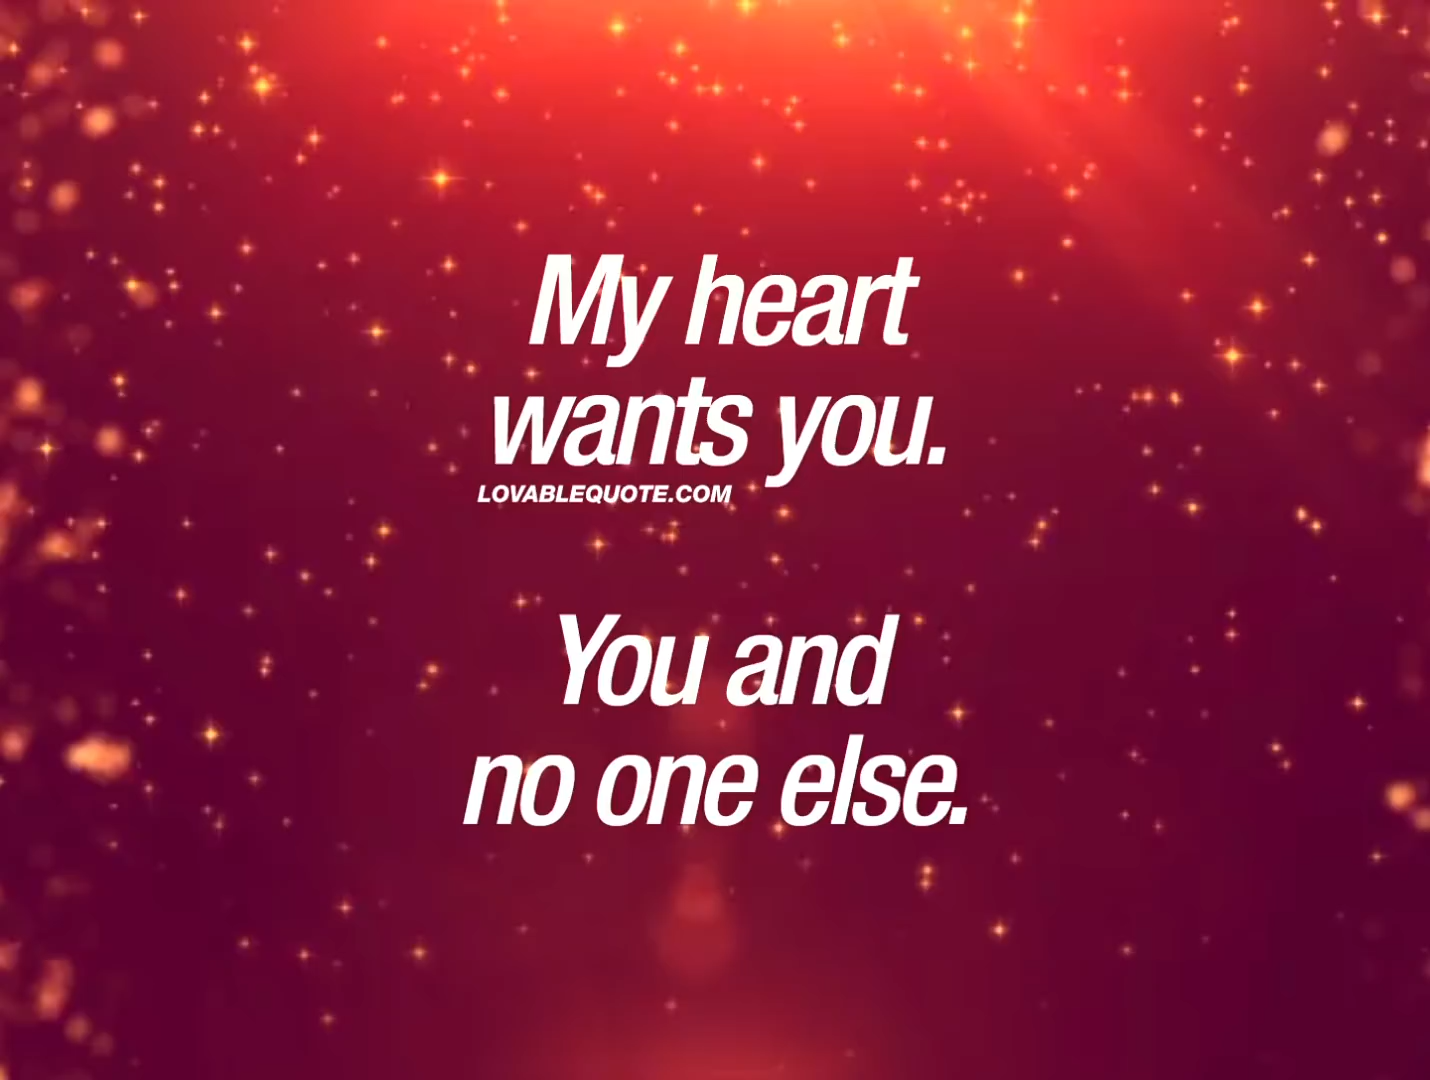 My heart
wants you.
LOVABLEQUOTE.COM
You and
no one else.